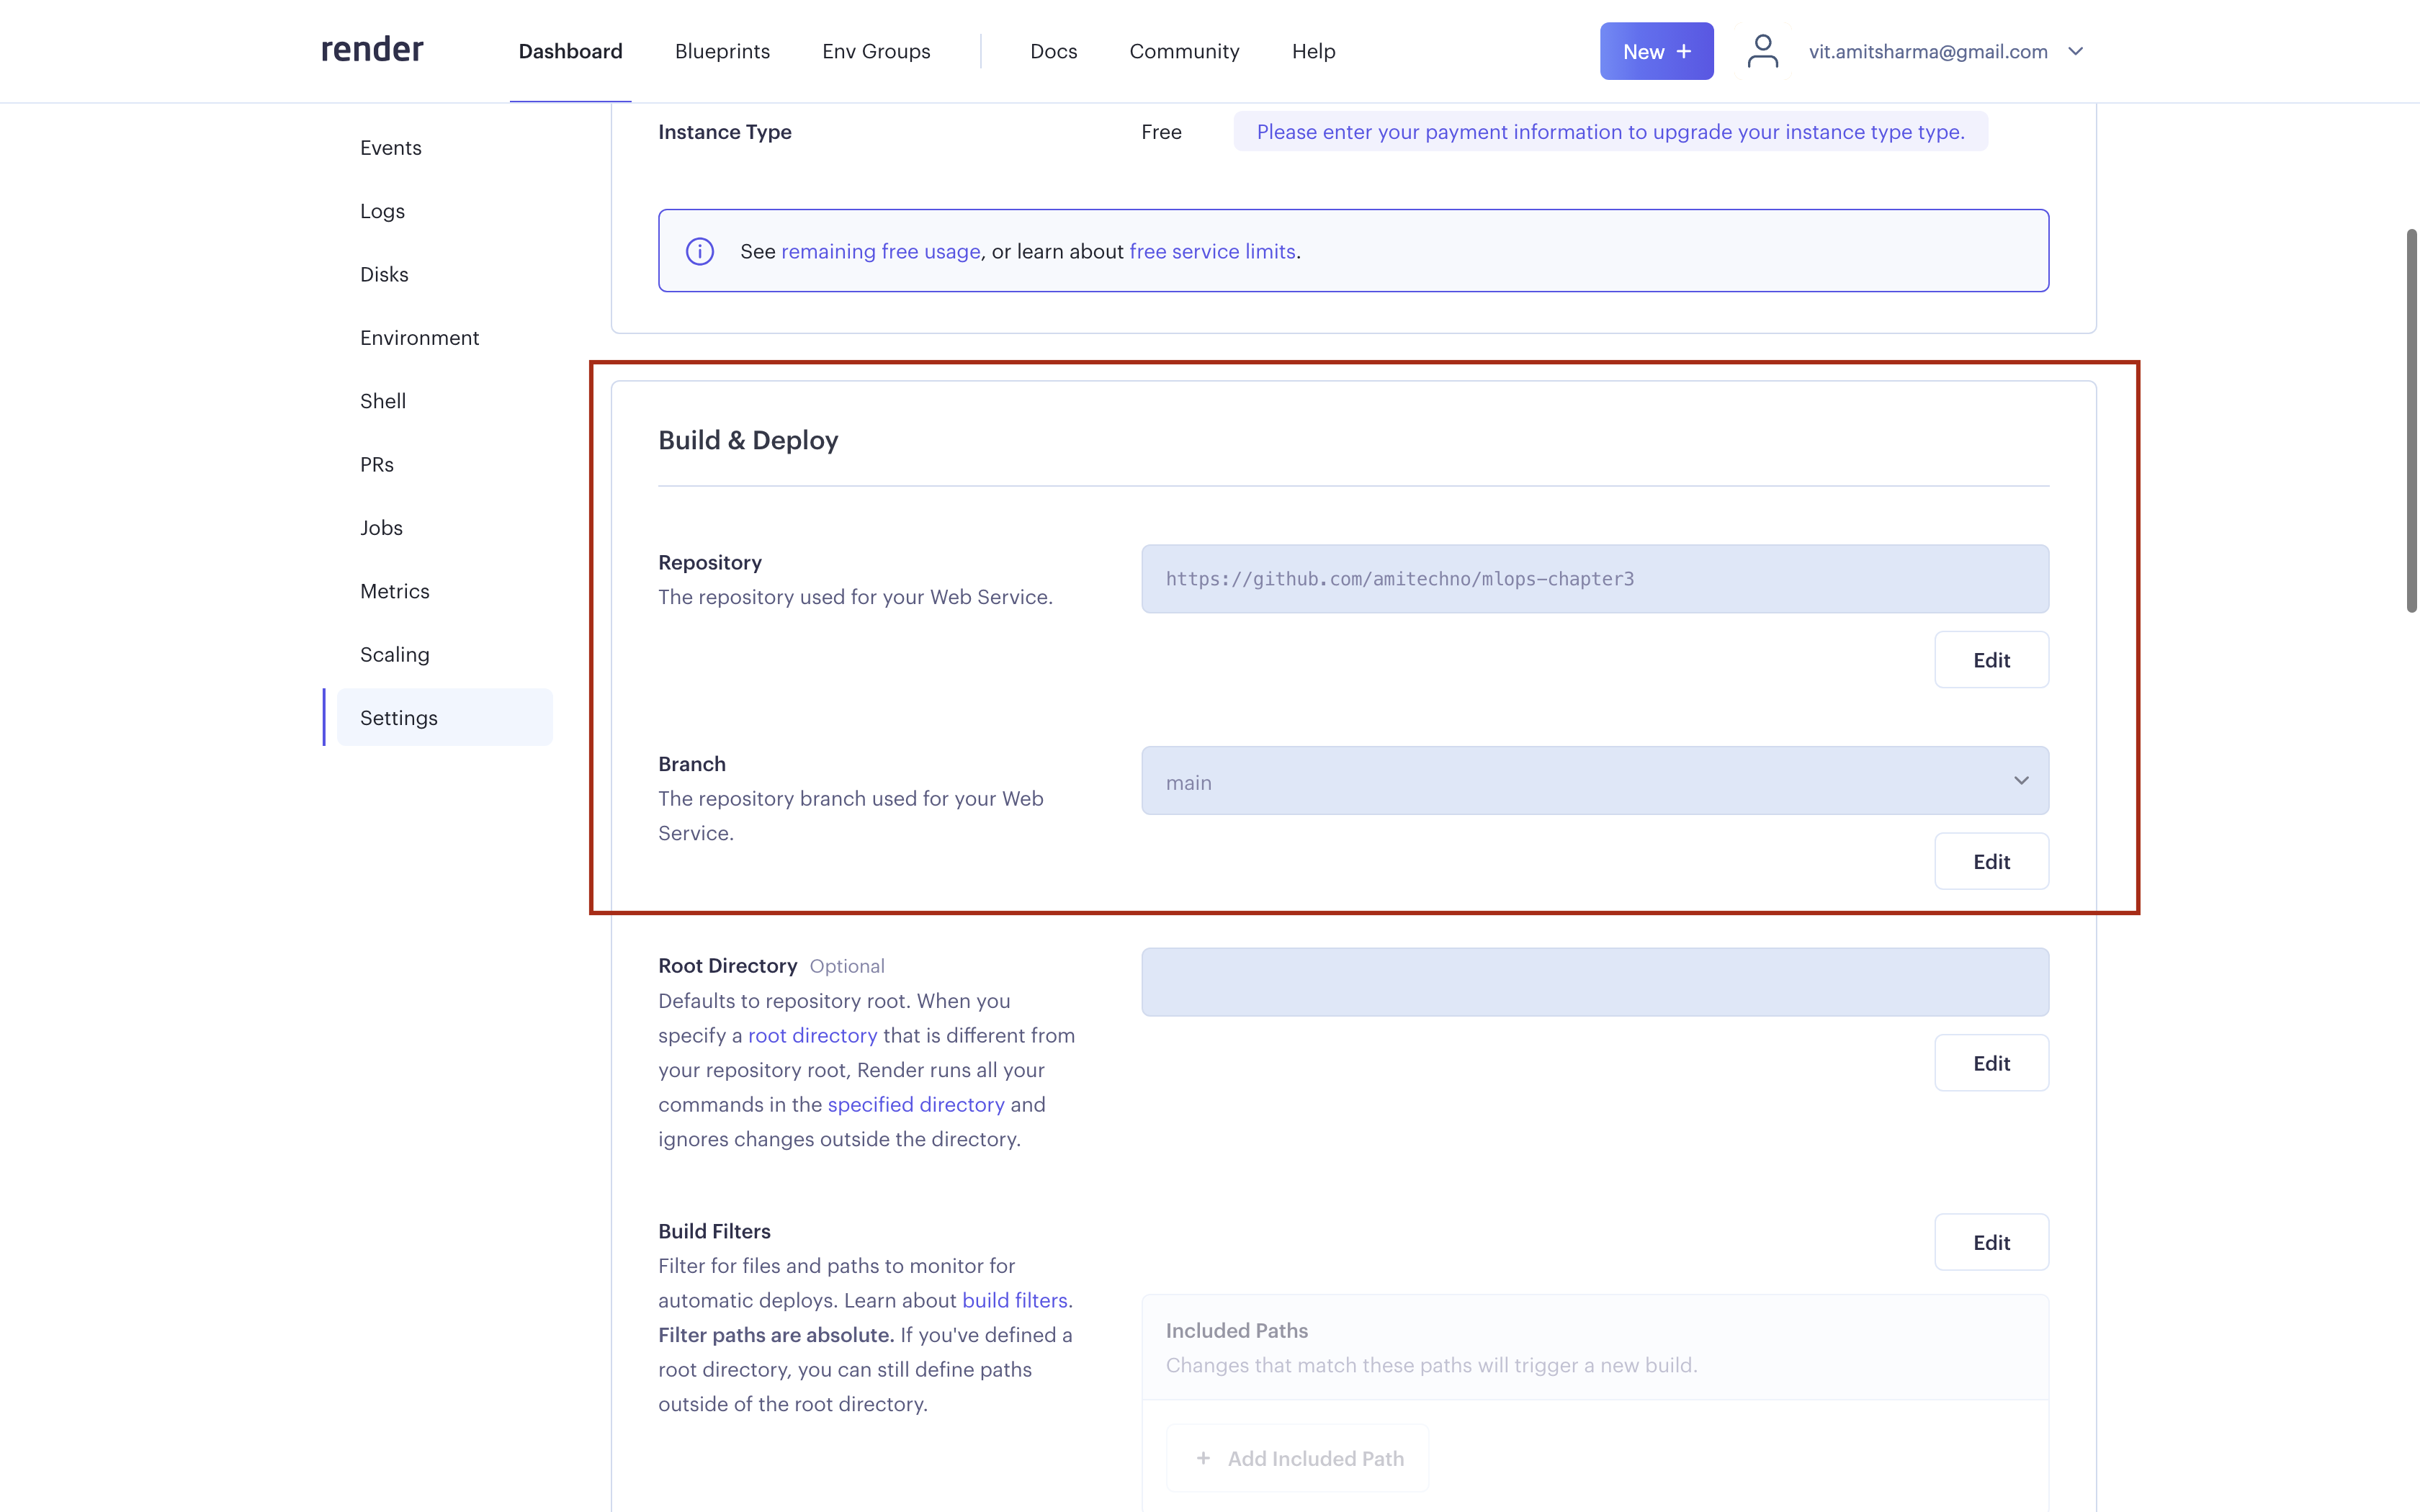 render
Dashboard
Blueprints
Env Groups
Docs
Community
Help
New +
vit.amitsharma@gmail.com
Events
Logs
Disks
Environment
Shell
PRs
Jobs
Metrics
Scaling
Settings
Instance Type
Free
Please enter your payment information to upgrade your instance type type.
See remaining free usage, or learn about free service limits.
Build & Deploy
Repository
The repository used for your Web Service.
https://github.com/amitechno/mlops-chapter3
Edit
Branch
The repository branch used for your Web
Service.
main
Edit
Root Directory Optional
Defaults to repository root. When you
specify a root directory that is different from
your repository root, Render runs all your
commands in the specified directory and
ignores changes outside the directory.
Edit
Build Filters
Filter for files and paths to monitor for
automatic deploys. Learn about build filters.
Filter paths are absolute. If you've defined a
root directory, you can still define paths
outside of the root directory.
Edit
Included Paths
Changes that match these paths will trigger a new build.
+ Add Included Path